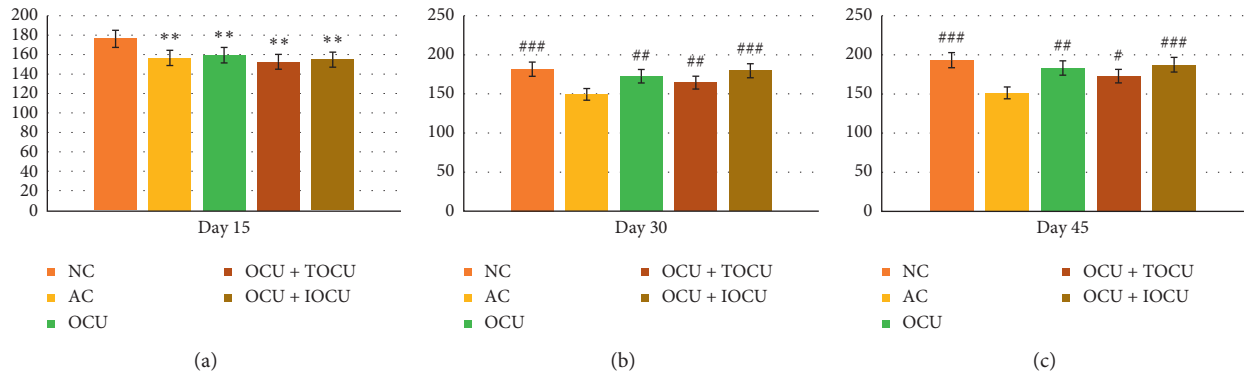 200
180
160
140
120
100
80
60
40
20
0
** ** ** **
Day 15
NC
AC
OCU
OCU + TOCU
OCU + IOCU
(a)
250
200
150
100
50
0
### ## ## ###
Day 30
NC
AC
OCU
OCU + TOCU
OCU + IOCU
(b)
250
200
150
100
50
0
### ## # ###
Day 45
NC
AC
OCU
OCU + TOCU
OCU + IOCU
(c)